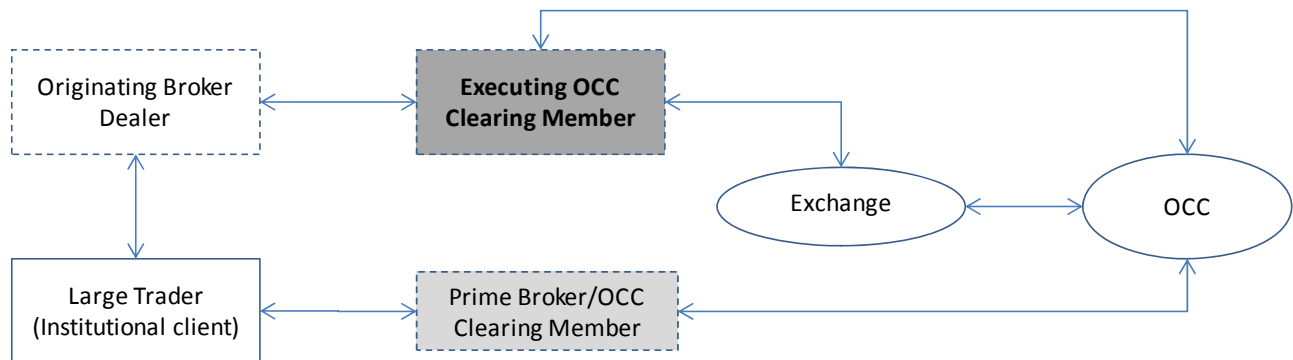 Originating Broker
Dealer
Executing OCC
Clearing Member
Exchange
OCC
Large Trader
(Institutional client)
Prime Broker/OCC
Clearing Member